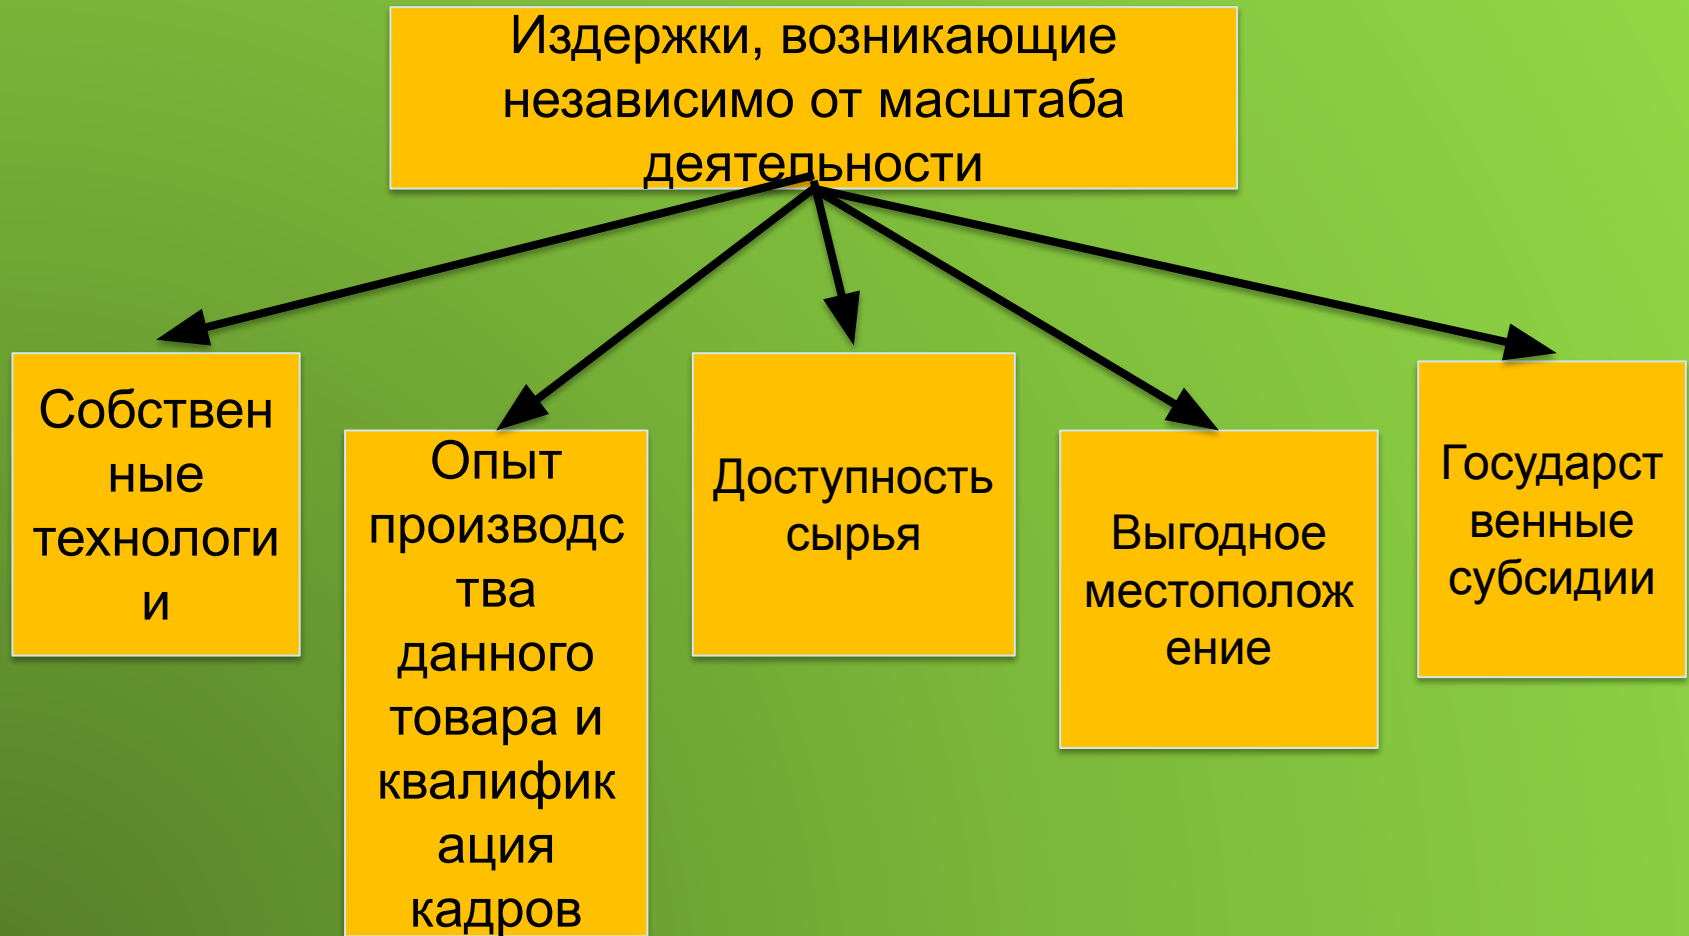 Издержки, возникающие
независимо от масштаба
деятельности
Собствен
ные
технологи
и
Опыт
производс
тва
данного
товара и
квалифик
ация
кадров
Доступность
сырья
Выгодное
местополож
ение
Государст
венные
субсидии